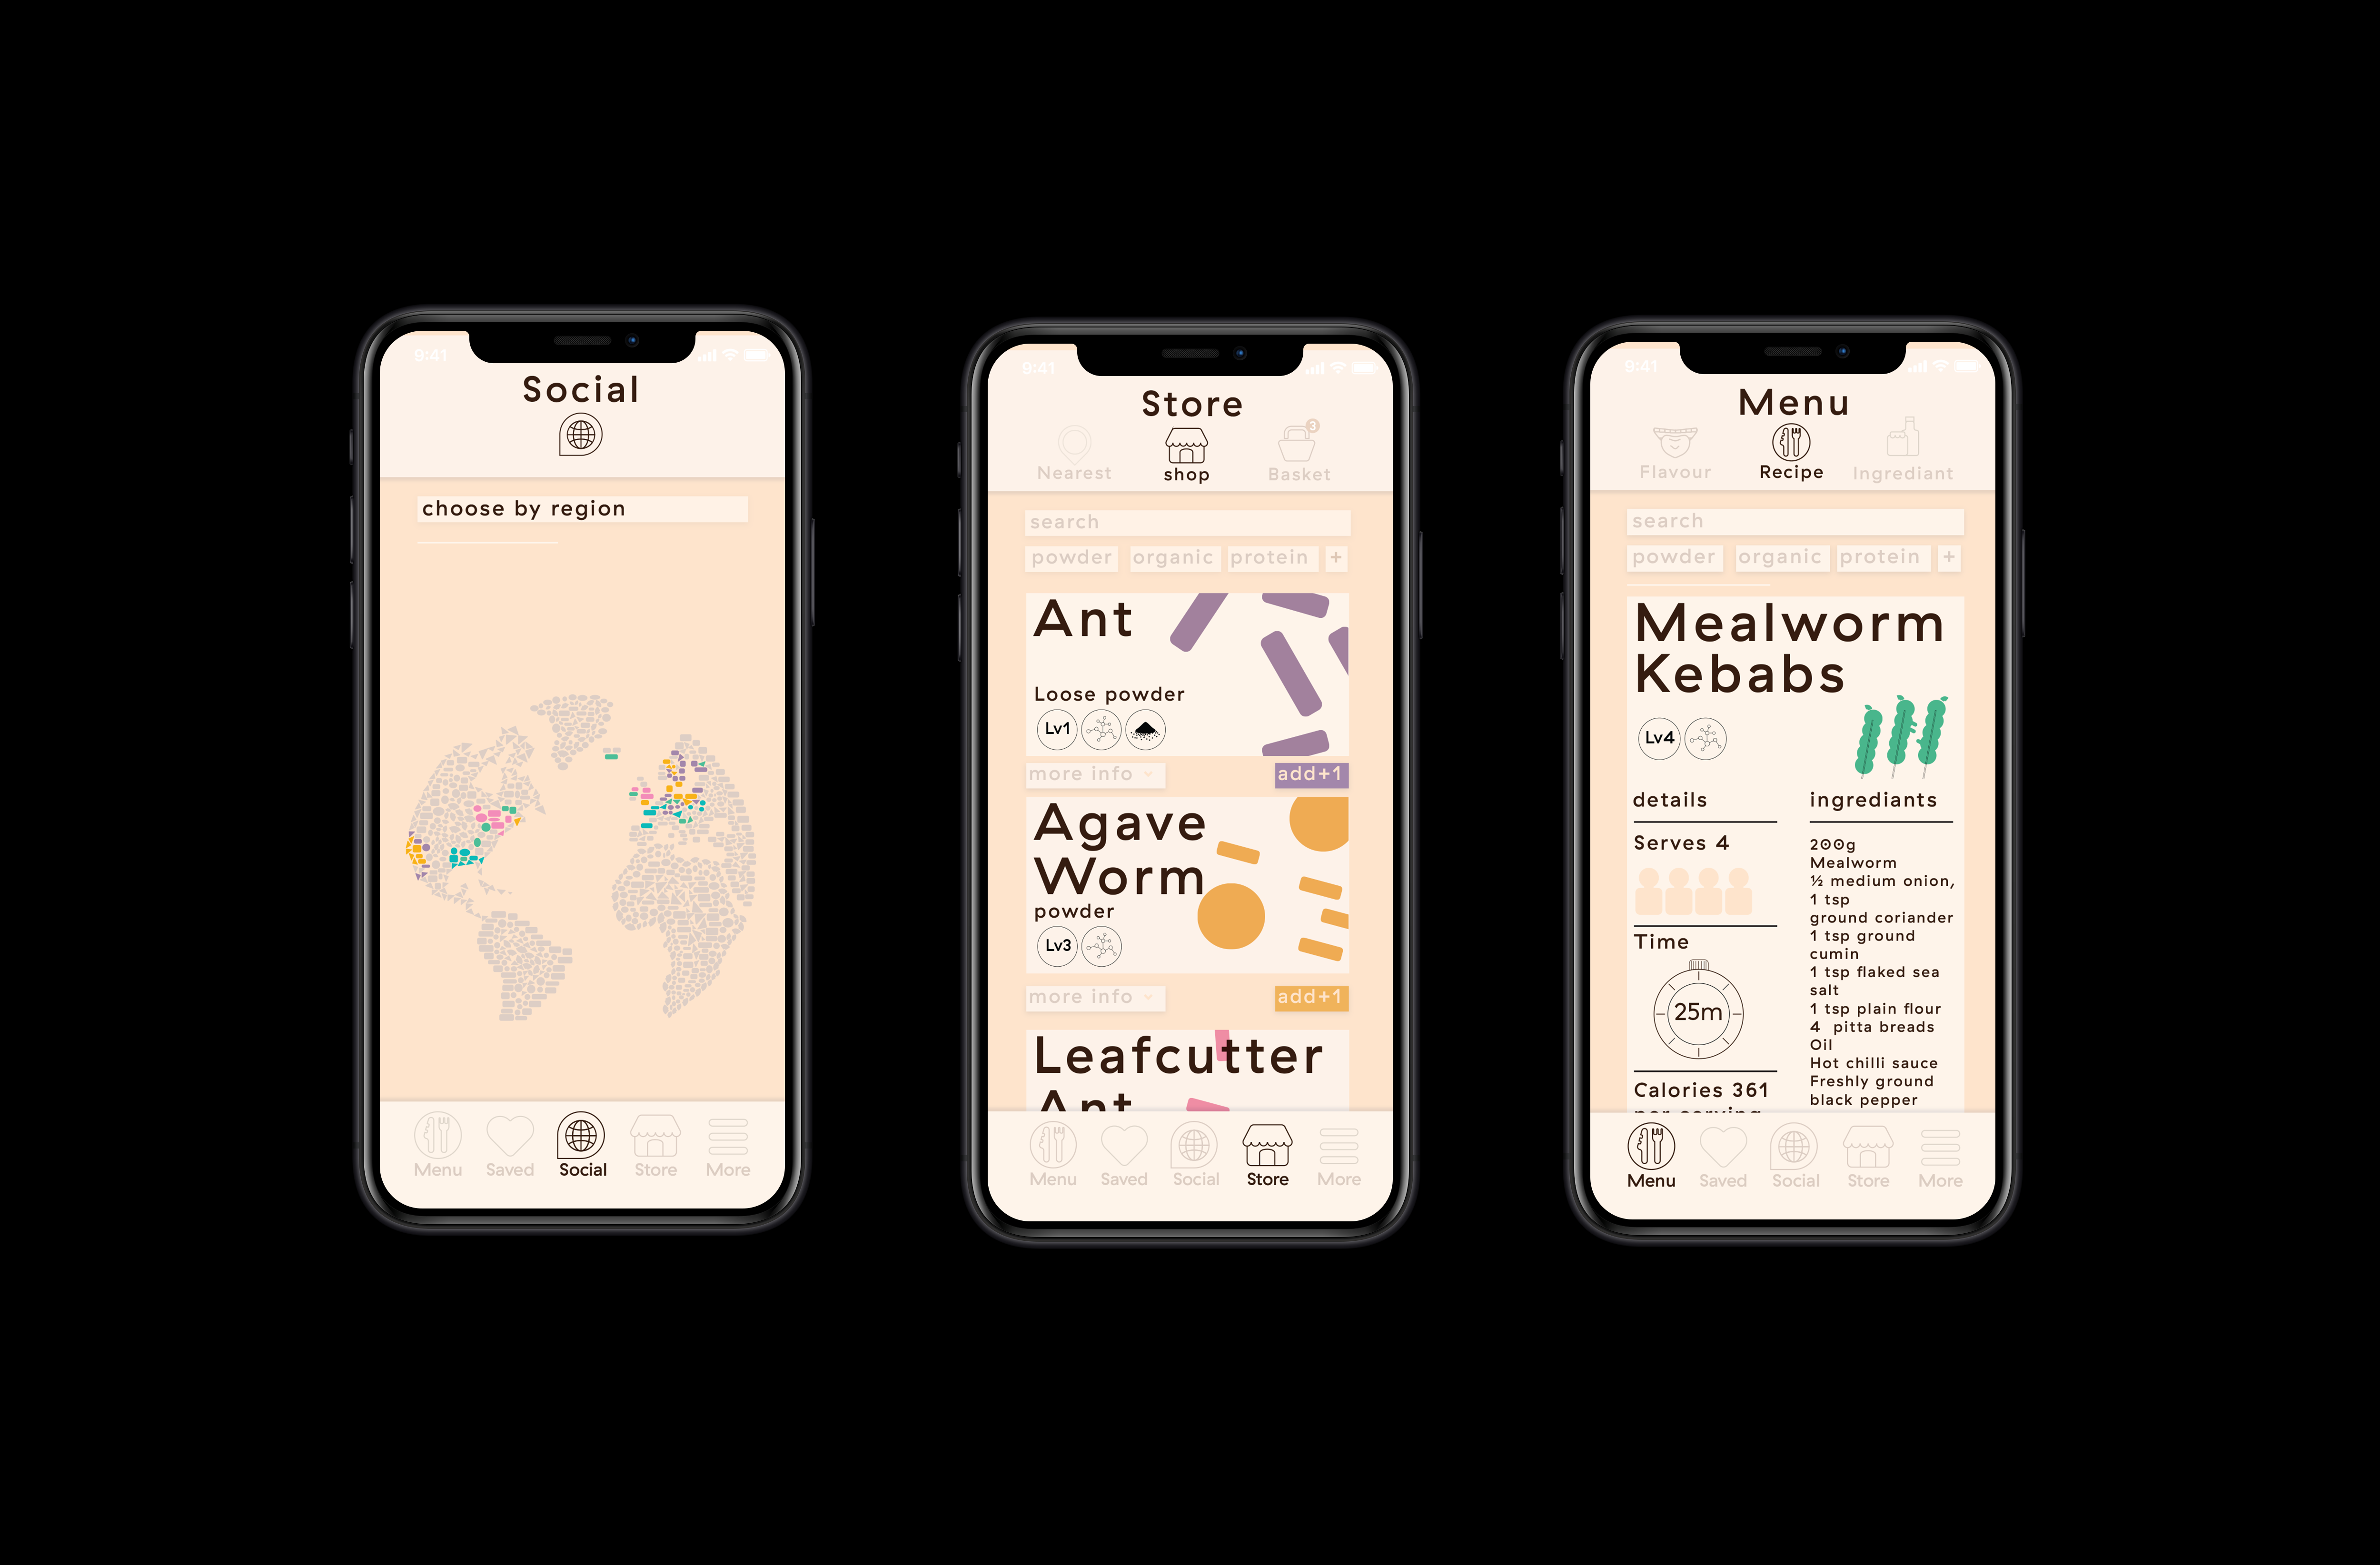 9:41
Social
choose by region
Menu
Saved
Social
Store
More
9:41
Store
3
Nearest
shop
Basket
search
powder
organic
protein
+
Ant
Loose powder
Lv1
more info
add+1
Agave
Worm
powder
Lv3
more info
add+1
Leafcutter
Ant
Menu
Saved
Social
Store
More
9:41
Menu
Flavour
Recipe
Ingrediant
search
powder
organic
protein
+
Mealworm
Kebabs
Lv4
details
Serves 4
Time
25m
Calories 361
per serving
ingrediants
200g
Mealworm
½ medium onion,
1 tsp
ground coriander
1 tsp ground
cumin
1 tsp flaked sea
salt
1 tsp plain flour
4 pitta breads
Oil
Hot chilli sauce
Freshly ground
black pepper
Menu
Saved
Social
Store
More